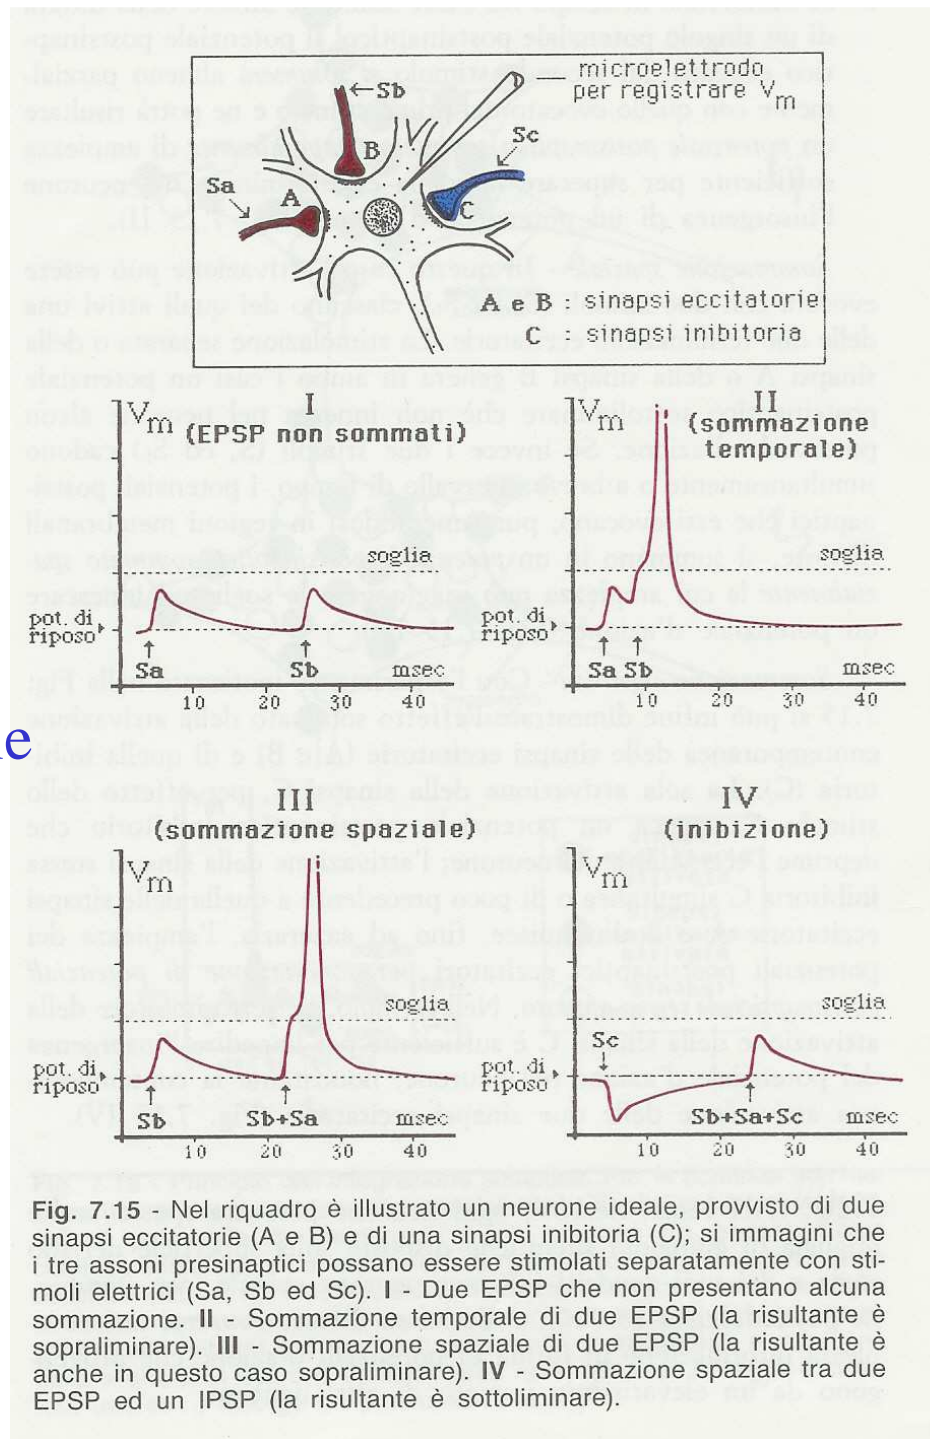 microelettrodo
per registrare Vm
Sb
Sc
B
Sa
A
C
A e B : sinapsi eccitatorie
C : sinapsi inibitoria
I
Vm
(EPSP non sommati)
soglia
pot. di
riposo
Sa
Sb
msec
10 20 30 40
II
Vm
(sommazione
temporale)
soglia
pot. di
riposo
Sa Sb
msec
10 20 30 40
ne
III
(sommazione spaziale)
Vm
soglia
pot. di
riposo
Sb
Sb+Sa
msec
10 20 30 40
IV
(inibizione)
Vm
soglia
Sc
pot. di
riposo
Sb+Sa+Sc
msec
10 20 30 40
Fig. 7.15 - Nel riquadro è illustrato un neurone ideale, provvisto di due
sinapsi eccitatorie (A e B) e di una sinapsi inibitoria (C); si immagini che
i tre assoni presinaptici possano essere stimolati separatamente con sti-
moli elettrici (Sa, Sb ed Sc). I - Due EPSP che non presentano alcuna
sommazione. II - Sommazione temporale di due EPSP (la risultante è
sopraliminare). III - Sommazione spaziale di due EPSP (la risultante è
anche in questo caso sopraliminare). IV - Sommazione spaziale tra due
EPSP ed un IPSP (la risultante è sottoliminare).